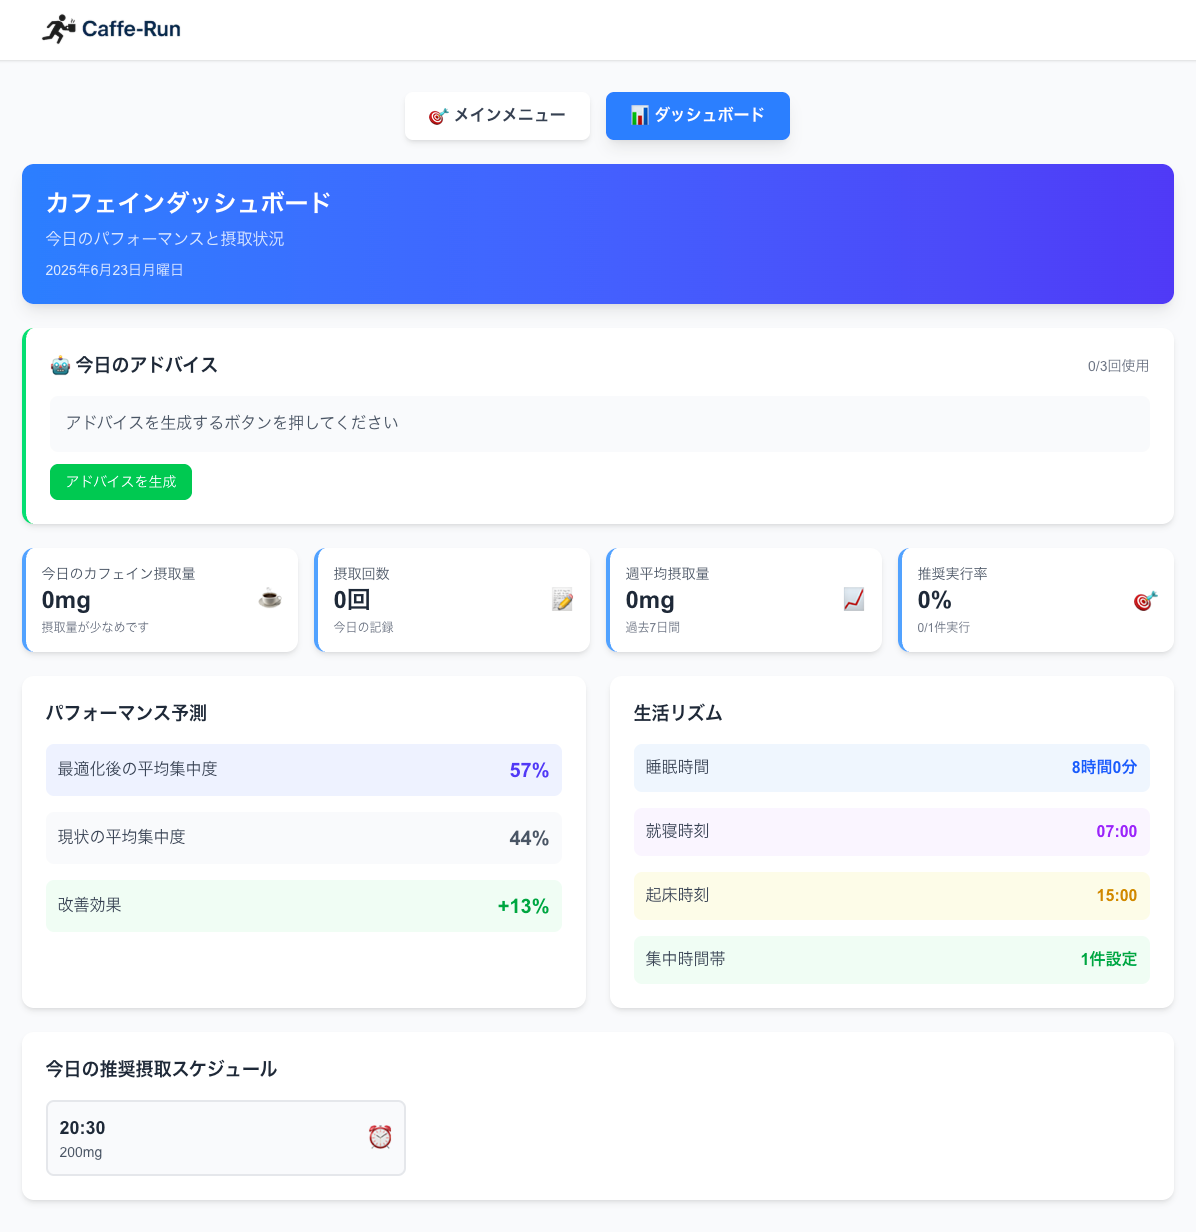 Caffe-Run
メインメニュー
ダッシュボード
カフェインダッシュボード
今日のパフォーマンスと摂取状況
2025年6月23日月曜日
今日のアドバイス
0/3回使用
アドバイスを生成するボタンを押してください
アドバイスを生成
今日のカフェイン摂取量
0mg
摂取量が少なめです
摂取回数
0回
今日の記録
週平均摂取量
0mg
過去7日間
推奨実行率
0%
0/1件実行
パフォーマンス予測
最適化後の平均集中度 57%
現状の平均集中度 44%
改善効果 +13%
生活リズム
睡眠時間 8時間0分
就寝時刻 07:00
起床時刻 15:00
集中時間帯 1件設定
今日の推奨摂取スケジュール
20:30
200mg